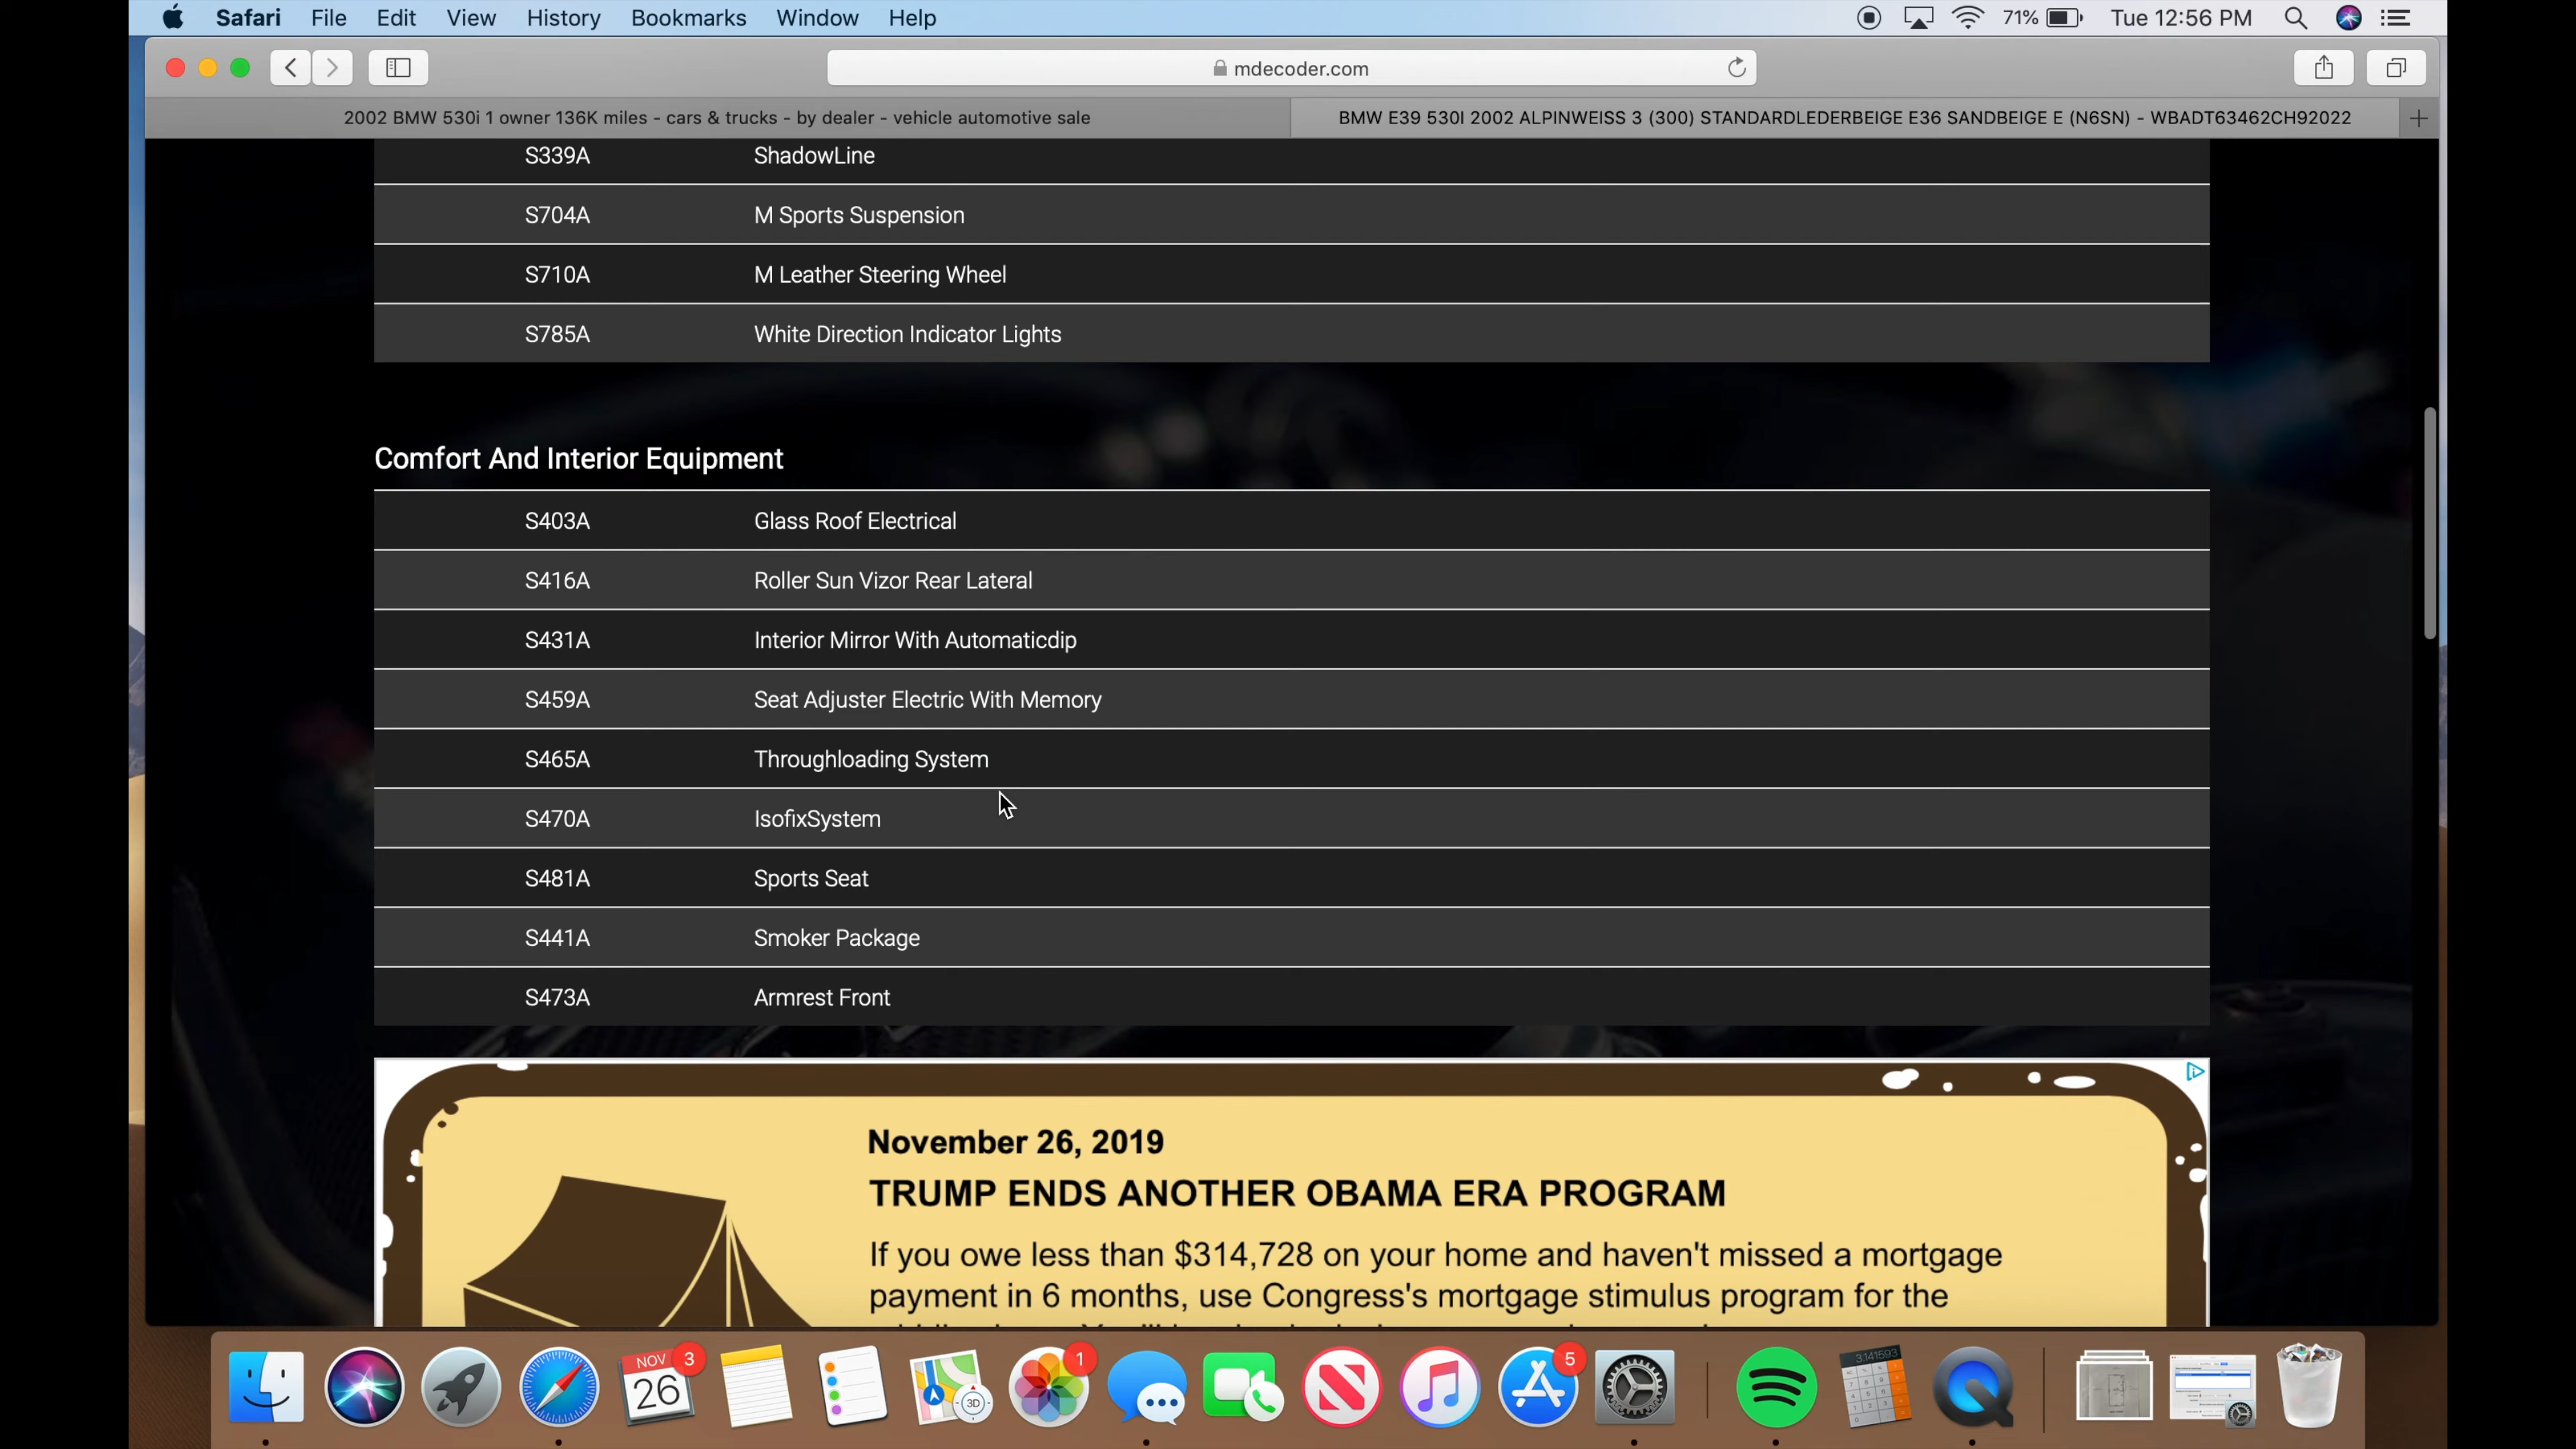 Safari File Edit View History Bookmarks Window Help 71% Tue 12:56 PM
mdecoder.com
2002 BMW 530i 1 owner 136K miles - cars & trucks - by dealer - vehicle automotive sale
BMW E39 530I 2002 ALPINWEISS 3 (300) STANDARDLEDERBEIGE E36 SANDBEIGE E (N6SN) - WBADT63462CH92022
S339A ShadowLine
S704A M Sports Suspension
S710A M Leather Steering Wheel
S785A White Direction Indicator Lights
Comfort And Interior Equipment
S403A Glass Roof Electrical
S416A Roller Sun Vizor Rear Lateral
S431A Interior Mirror With Automaticdip
S459A Seat Adjuster Electric With Memory
S465A Throughloading System
S470A IsofixSystem
S481A Sports Seat
S441A Smoker Package
S473A Armrest Front
November 26, 2019
TRUMP ENDS ANOTHER OBAMA ERA PROGRAM
If you owe less than $314,728 on your home and haven't missed a mortgage
payment in 6 months, use Congress's mortgage stimulus program for the
NOV 3 1 5
26 3D 3.141593